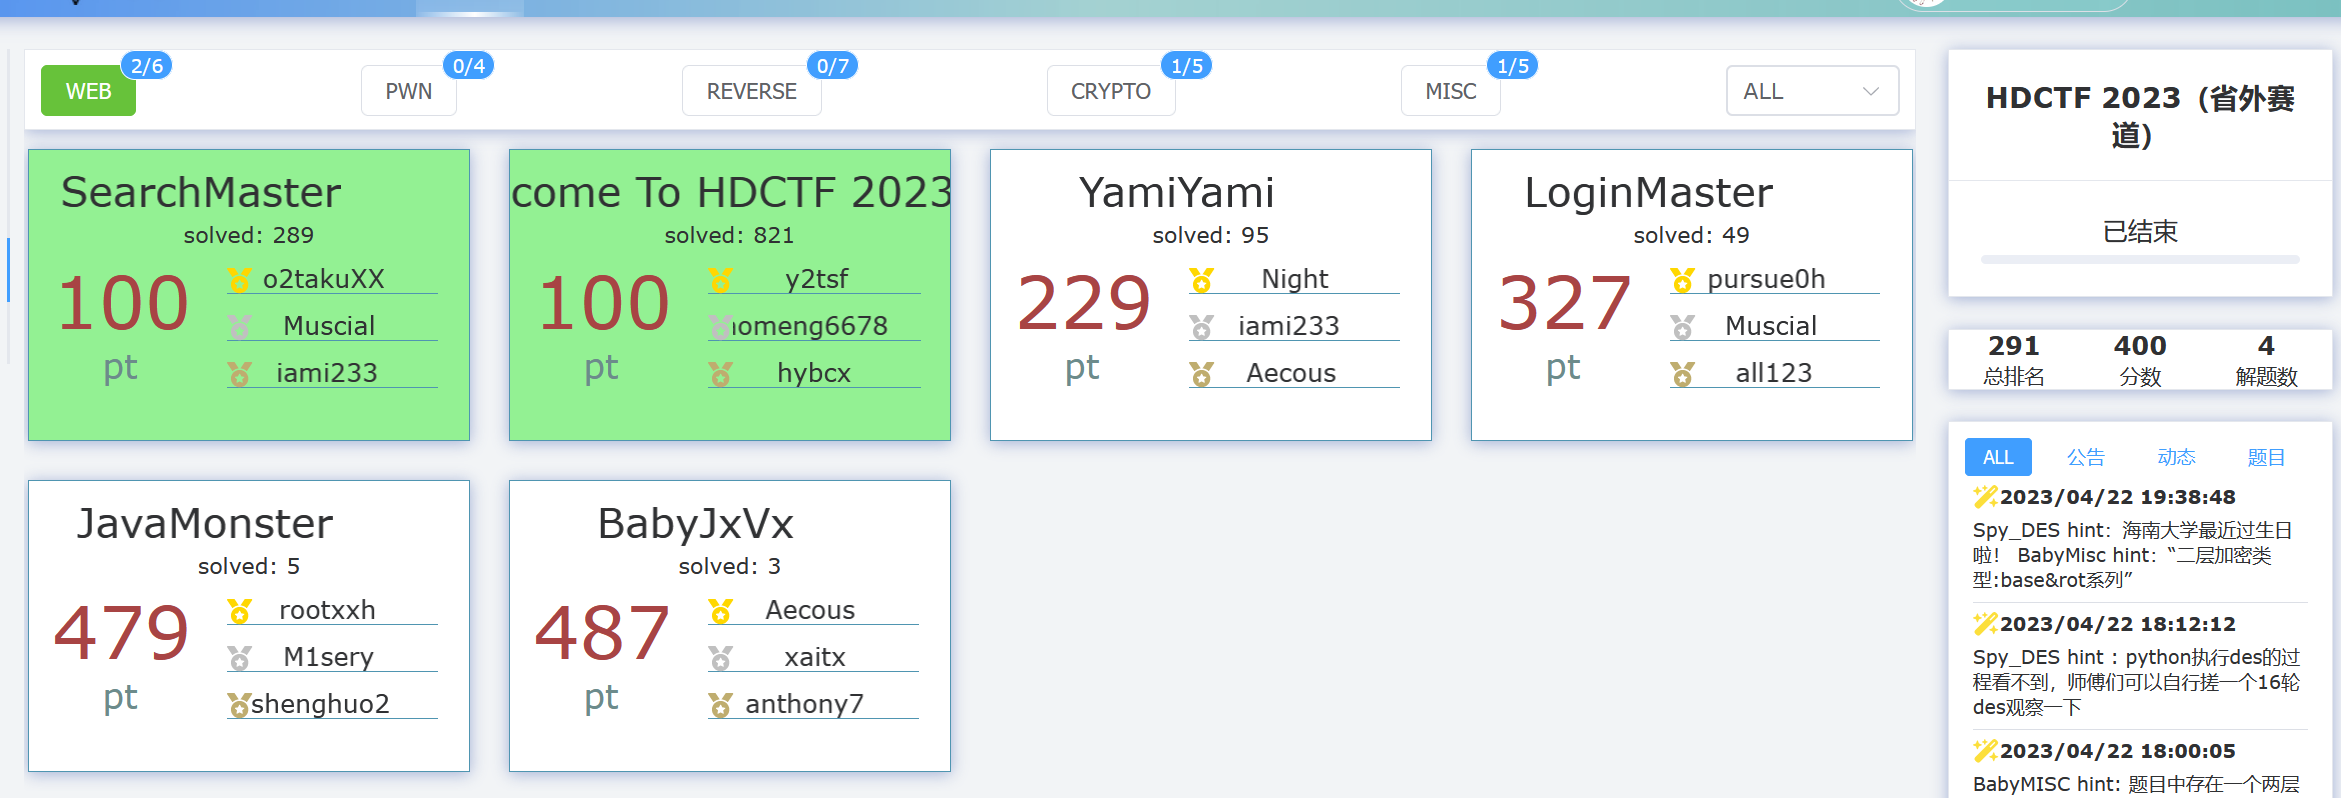 WEB 2/6
PWN 0/4
REVERSE 0/7
CRYPTO 1/5
MISC 1/5
ALL
SearchMaster
solved: 289
100
pt
o2takuXX
Muscial
iami233
come To HDCTF 2023
solved: 821
100
pt
y2tsf
omeng6678
hybcx
YamiYami
solved: 95
229
pt
Night
iami233
Aecous
LoginMaster
solved: 49
327
pt
pursue0h
Muscial
all123
JavaMonster
solved: 5
479
pt
rootxxh
M1sery
shenghuo2
BabyJxVx
solved: 3
487
pt
Aecous
xaitx
anthony7
HDCTF 2023（省外赛
道）
已结束
291 400 4
总排名 分数 解题数
ALL 公告 动态 题目
2023/04/22 19:38:48
Spy_DES hint：海南大学最近过生日
啦！ BabyMisc hint：“二层加密类
型:base&rot系列”
2023/04/22 18:12:12
Spy_DES hint : python执行des的过
程看不到，师傅们可以自行搓一个16轮
des观察一下
2023/04/22 18:00:05
BabyMISC hint: 题目中存在一个两层